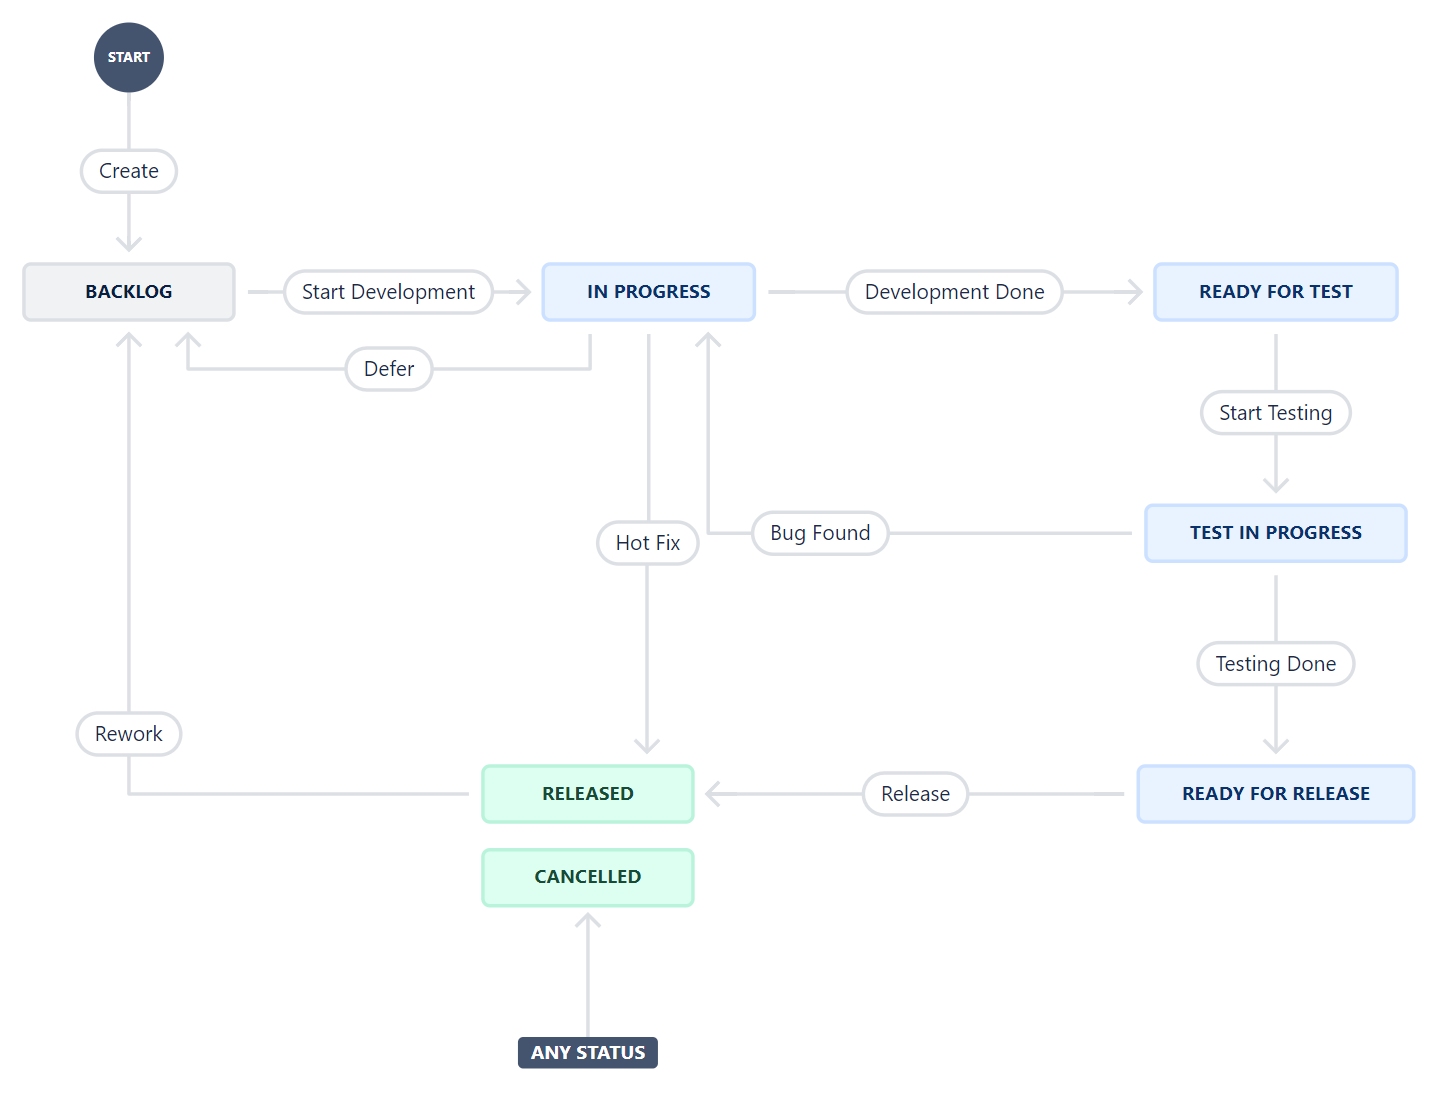 START
Create
BACKLOG
Start Development
IN PROGRESS
Development Done
READY FOR TEST
Defer
Start Testing
Hot Fix
Bug Found
TEST IN PROGRESS
Testing Done
Rework
RELEASED
Release
READY FOR RELEASE
CANCELLED
ANY STATUS